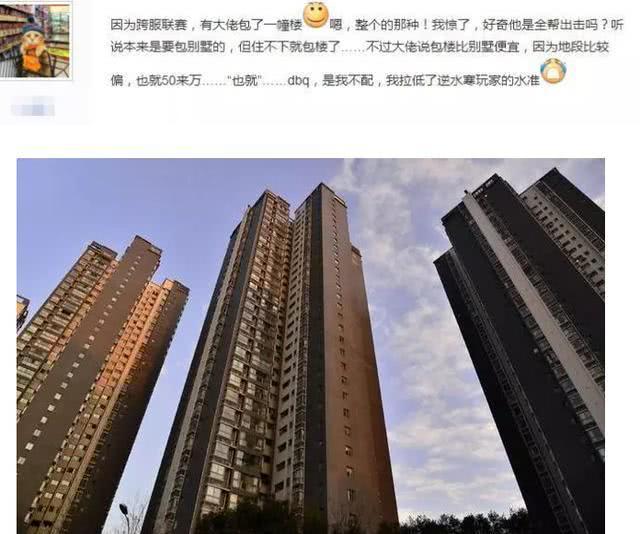 因为跨服联赛，有大佬包了一幢楼嗯，整个的那种！我惊了，好奇他是全帮出击吗？听
说本来是要包别墅的，但住不下就包楼了……不过大佬说包楼比别墅便宜，因为地段比较
偏，也就50来万……“也就”……dbq，是我不配，我拉低了逆水寒玩家的水准